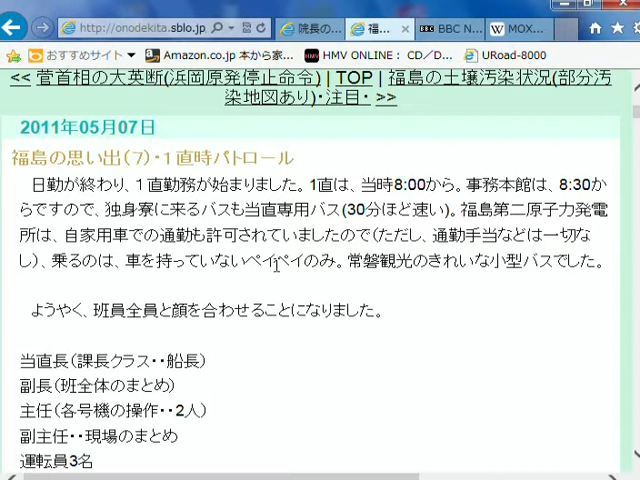 http://onodekita.sblo.jp
院長の...
福...
BBC N...
MOX...
おすすめサイト
Amazon.co.jp 本から家...
HMV ONLINE： CD／D...
URoad-8000
<< 菅首相の大英断(浜岡原発停止命令) | TOP | 福島の土壌汚染状況(部分汚
染地図あり)・注目・ >>
2011年05月07日
福島の思い出（7）・１直時パトロール
日勤が終わり、１直勤務が始まりました。1直は、当時8:00から。事務本館は、8:30か
らですので、独身寮に来るバスも当直専用バス(30分ほど速い)。福島第二原子力発電
所は、自家用車での通勤も許可されていましたので（ただし、通勤手当などは一切な
し）、乗るのは、車を持っていないペイペイのみ。常磐観光のきれいな小型バスでした。
ようやく、班員全員と顔を合わせることになりました。
当直長（課長クラス・・船長）
副長（班全体のまとめ）
主任（各号機の操作・・2人）
副主任・・現場のまとめ
運転員3名